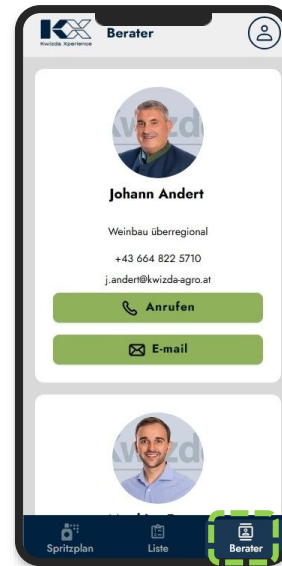 KX
Kwizda Xperience
Berater
Johann Andert
Weinbau überregional
+43 664 822 5710
j.andert@kwizda-agro.at
Anrufen
E-mail
Spritzplan
Liste
Berater